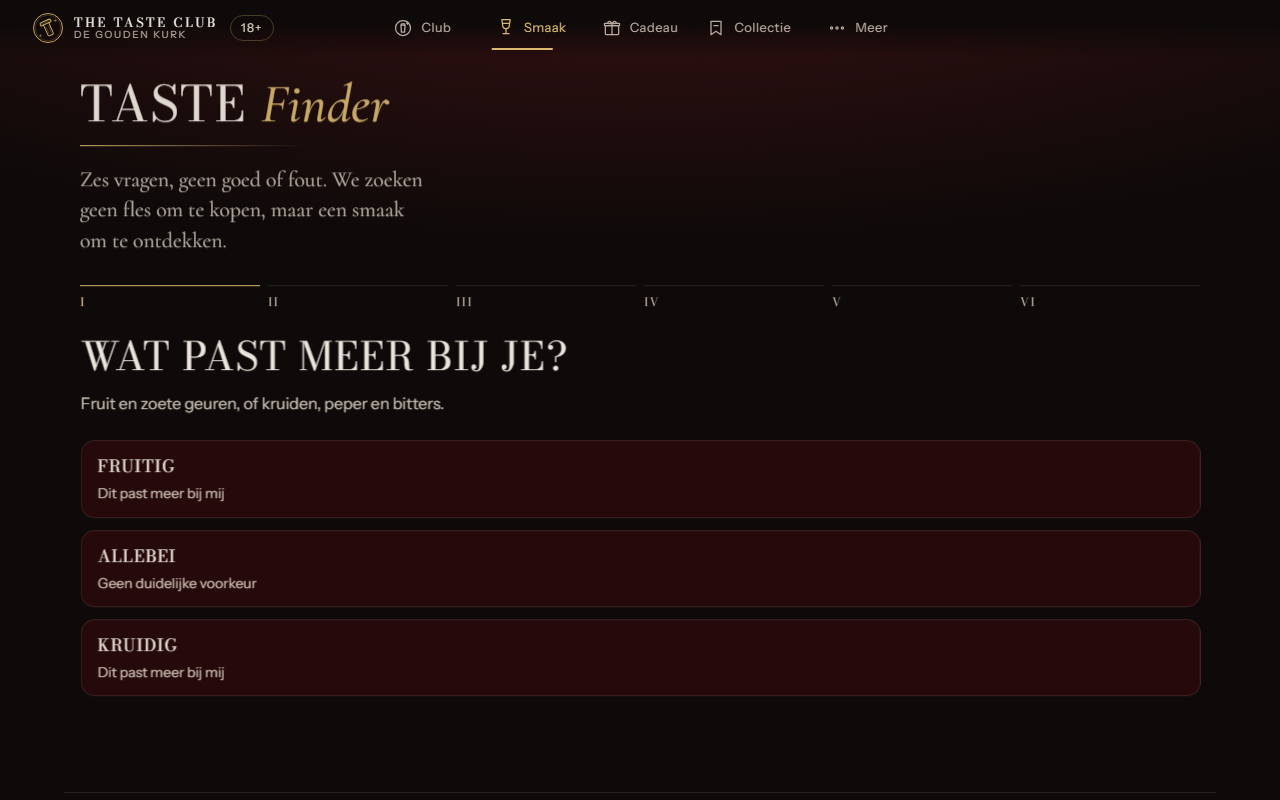 THE TASTE CLUB
DE GOUDEN KURK
18+
Club
Smaak
Cadeau
Collectie
Meer
TASTE Finder
Zes vragen, geen goed of fout. We zoeken
geen fles om te kopen, maar een smaak
om te ontdekken.
I
II
III
IV
V
VI
WAT PAST MEER BIJ JE?
Fruit en zoete geuren, of kruiden, peper en bitters.
FRUITIG
Dit past meer bij mij
ALLEBEI
Geen duidelijke voorkeur
KRUIDIG
Dit past meer bij mij